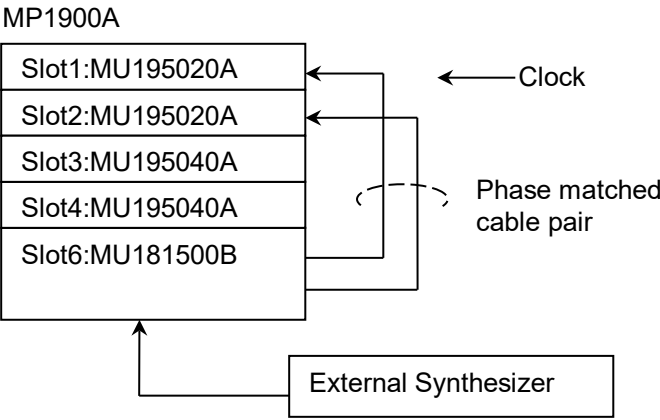 MP1900A
Slot1:MU195020A
Clock
Slot2:MU195020A
Slot3:MU195040A
Slot4:MU195040A
Phase matched
cable pair
Slot6:MU181500B
External Synthesizer